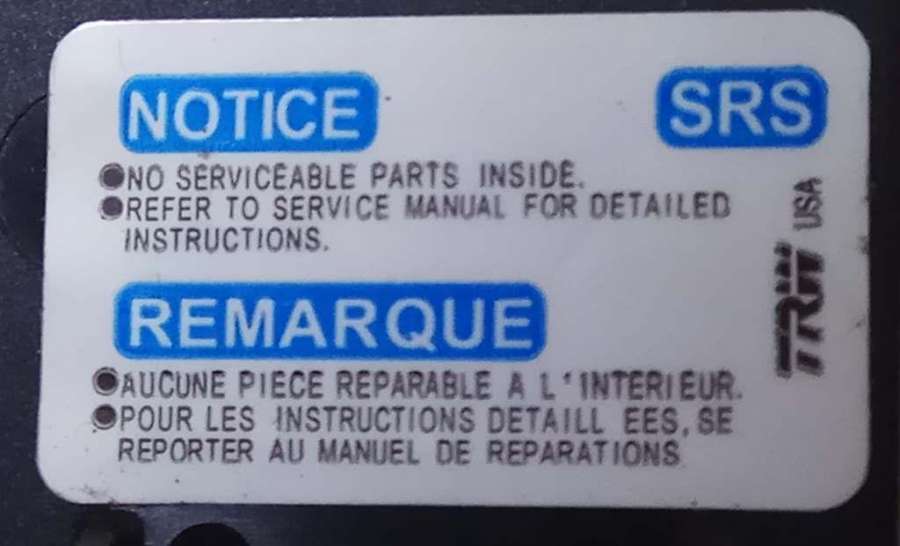 NOTICE
SRS
●NO SERVICEABLE PARTS INSIDE.
●REFER TO SERVICE MANUAL FOR DETAILED
INSTRUCTIONS.
TRW USA
REMARQUE
●AUCUNE PIECE REPARABLE A L'INTERIEUR.
●POUR LES INSTRUCTIONS DETAILL EES, SE
REPORTER AU MANUEL DE REPARATIONS